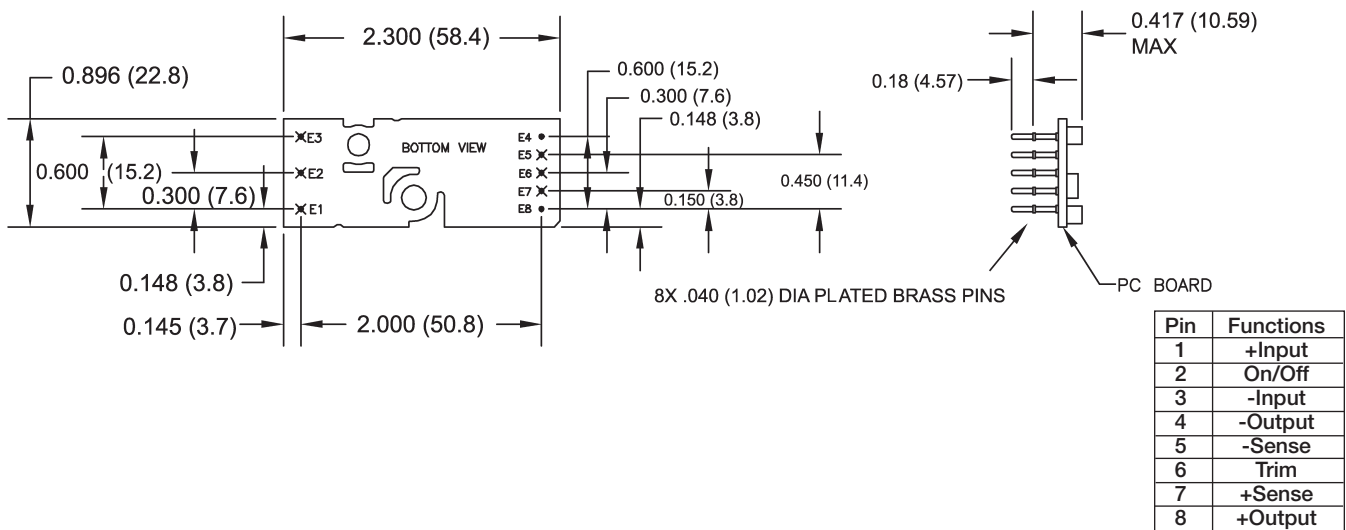 2.300 (58.4)
0.417 (10.59)
MAX
0.896 (22.8)
0.600 (15.2)
0.18 (4.57)
0.300 (7.6)
0.148 (3.8)
E3
BOTTOM VIEW
E4
E5
0.600 (15.2)
E2
E6
0.450 (11.4)
0.300 (7.6)
E7
0.150 (3.8)
E1
E8
0.148 (3.8)
8X .040 (1.02) DIA PLATED BRASS PINS
PC BOARD
0.145 (3.7)
2.000 (50.8)
Pin Functions
1 +Input
2 On/Off
3 -Input
4 -Output
5 -Sense
6 Trim
7 +Sense
8 +Output